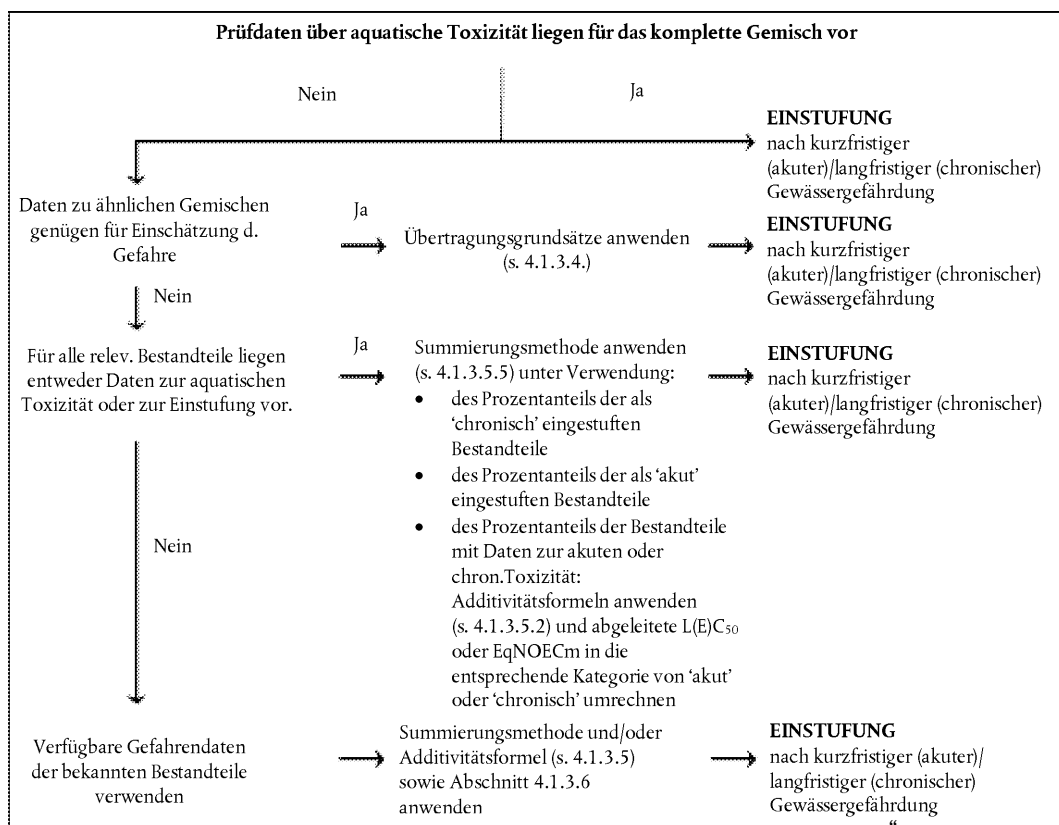 Prüfdaten über aquatische Toxizität liegen für das komplette Gemisch vor
Nein
Ja
EINSTUFUNG
nach kurzfristiger
(akuter)/langfristiger (chronischer)
Gewässergefährdung
Daten zu ähnlichen Gemischen
genügen für Einschätzung d.
Gefahre
Ja
Übertragungsgrundsätze anwenden
(s. 4.1.3.4.)
EINSTUFUNG
nach kurzfristiger
(akuter)/langfristiger (chronischer)
Gewässergefährdung
Nein
Für alle relev. Bestandteile liegen
entweder Daten zur aquatischen
Toxizität oder zur Einstufung vor.
Ja
Summierungsmethode anwenden
(s. 4.1.3.5.5) unter Verwendung:
• des Prozentanteils der als
‘chronisch’ eingestuften
Bestandteile
• des Prozentanteils der als ‘akut’
eingestuften Bestandteile
• des Prozentanteils der Bestandteile
mit Daten zur akuten oder
chron.Toxizität:
Additivitätsformeln anwenden
(s. 4.1.3.5.2) und abgeleitete L(E)C₅₀
oder EqNOECm in die
entsprechende Kategorie von ‘akut’
oder ‘chronisch’ umrechnen
EINSTUFUNG
nach kurzfristiger
(akuter)/langfristiger (chronischer)
Gewässergefährdung
Nein
Verfügbare Gefahrendaten
der bekannten Bestandteile
verwenden
Summierungsmethode und/oder
Additivitätsformel (s. 4.1.3.5)
sowie Abschnitt 4.1.3.6
anwenden
EINSTUFUNG
nach kurzfristiger (akuter)/
langfristiger (chronischer)
Gewässergefährdung
“